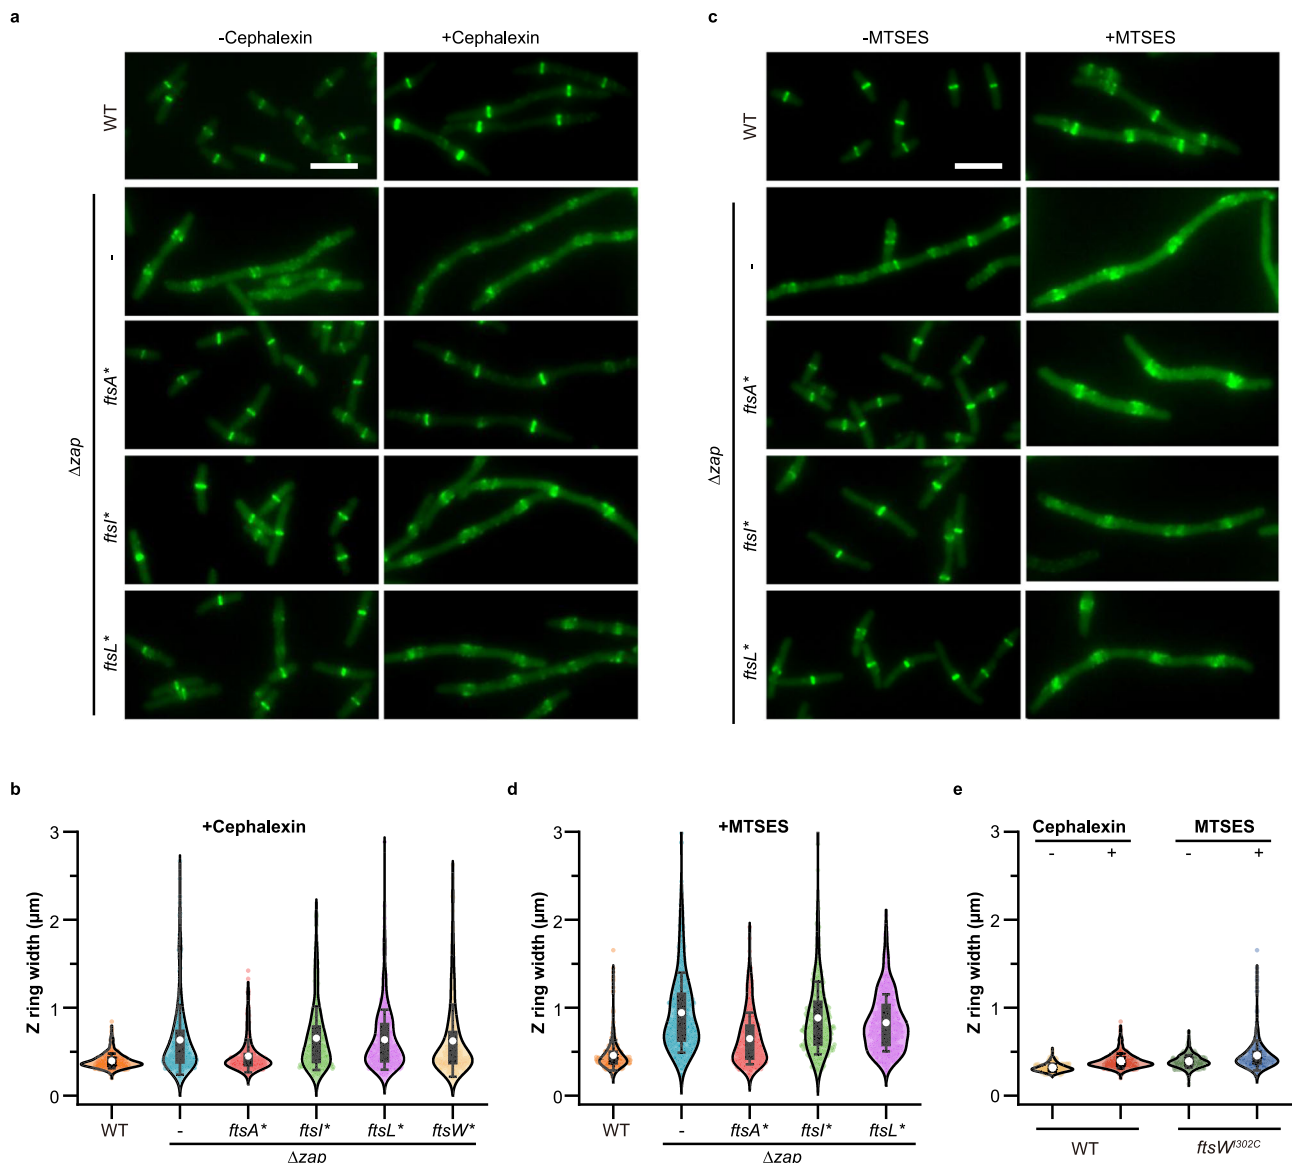 a
-Cephalexin +Cephalexin
WT
-
ftsA*
ftsI*
ftsL*
Δzap
c
-MTSES +MTSES
WT
-
ftsA*
ftsI*
ftsL*
Δzap
b
+Cephalexin
Z ring width (µm)
3
2
1
0
WT - ftsA* ftsI* ftsL* ftsW*
Δzap
d
+MTSES
Z ring width (µm)
3
2
1
0
WT - ftsA* ftsI* ftsL*
Δzap
e
Cephalexin MTSES
- + - +
Z ring width (µm)
3
2
1
0
WT ftsW^I302C